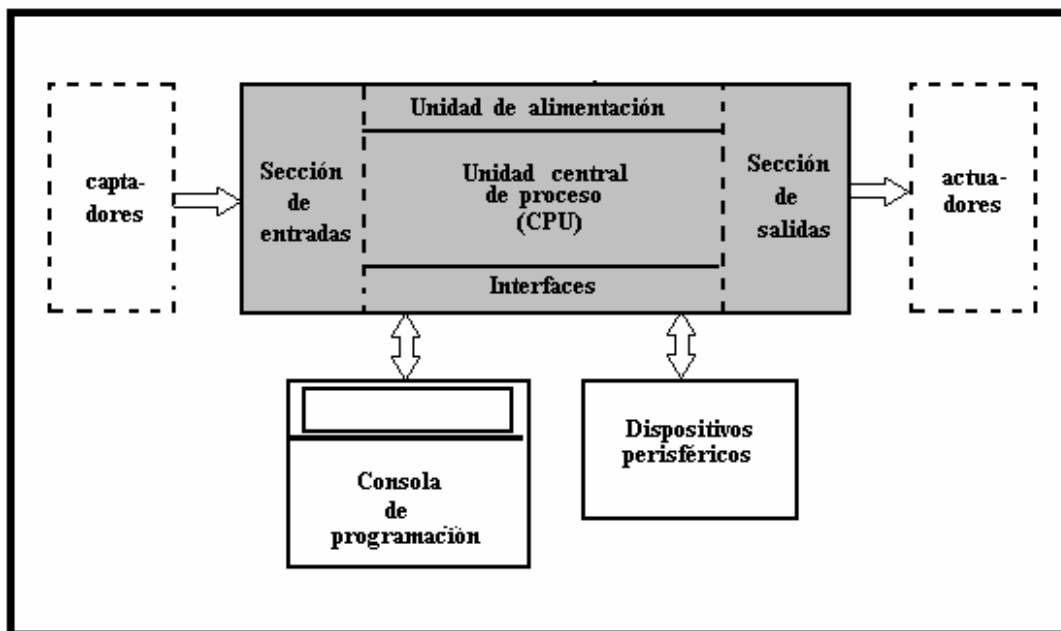 capta-
dores
Sección
de
entradas
Unidad de alimentación
Unidad central
de proceso
(CPU)
Interfaces
Sección
de
salidas
actua-
dores
Consola
de
programación
Dispositivos
perisféricos